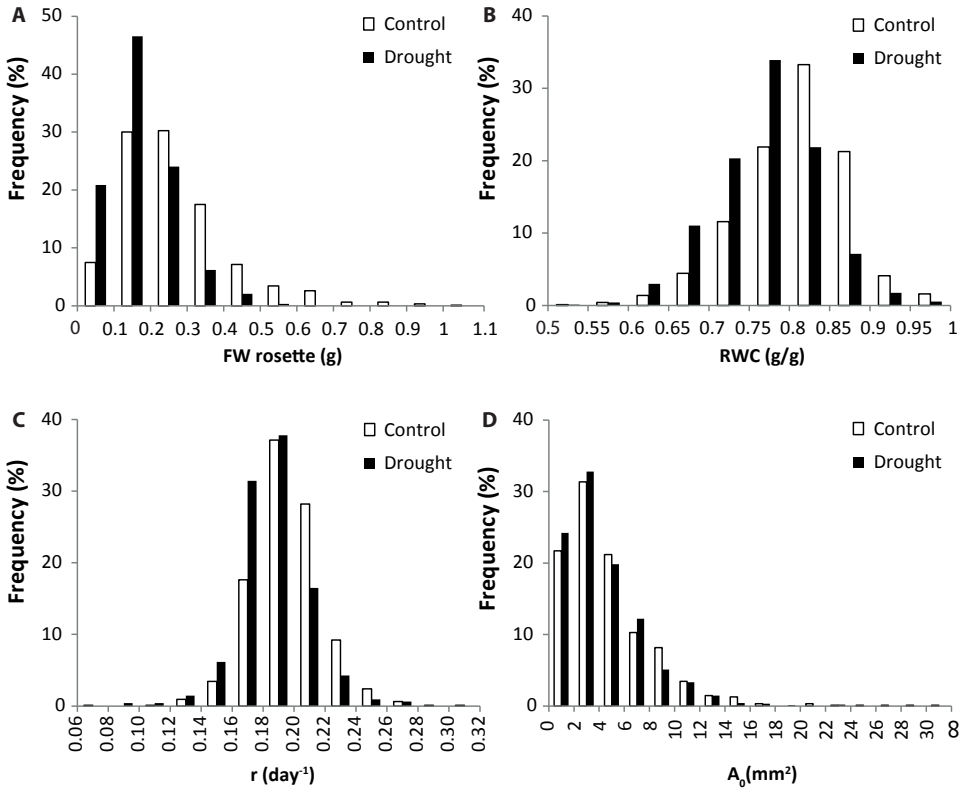 A
50
40
30
20
10
0
Frequency (%)
Control
Drought
0 0.1 0.2 0.3 0.4 0.5 0.6 0.7 0.8 0.9 1 1.1
FW rosette (g)
B
40
30
20
10
0
Frequency (%)
Control
Drought
0.5 0.55 0.6 0.65 0.7 0.75 0.8 0.85 0.9 0.95 1
RWC (g/g)
C
40
30
20
10
0
Frequency (%)
Control
Drought
0.06 0.08 0.10 0.12 0.14 0.16 0.18 0.20 0.22 0.24 0.26 0.28 0.30 0.32
r (day⁻¹)
D
40
30
20
10
0
Frequency (%)
Control
Drought
0 2 4 6 8 10 12 14 16 18 20 22 24 26 28 30 ∞
A₀(mm²)